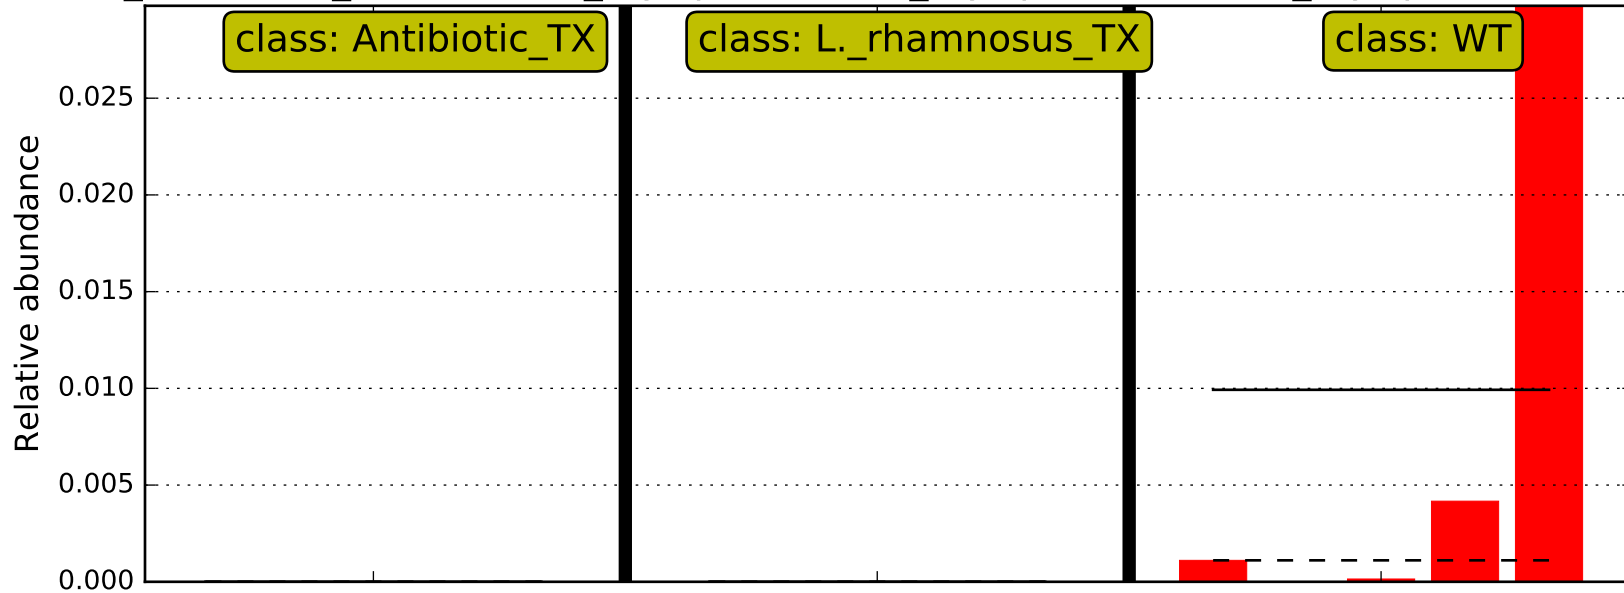 class: Antibiotic_TX
class: L._rhamnosus_TX
class: WT
Relative abundance
0.025
0.020
0.015
0.010
0.005
0.000